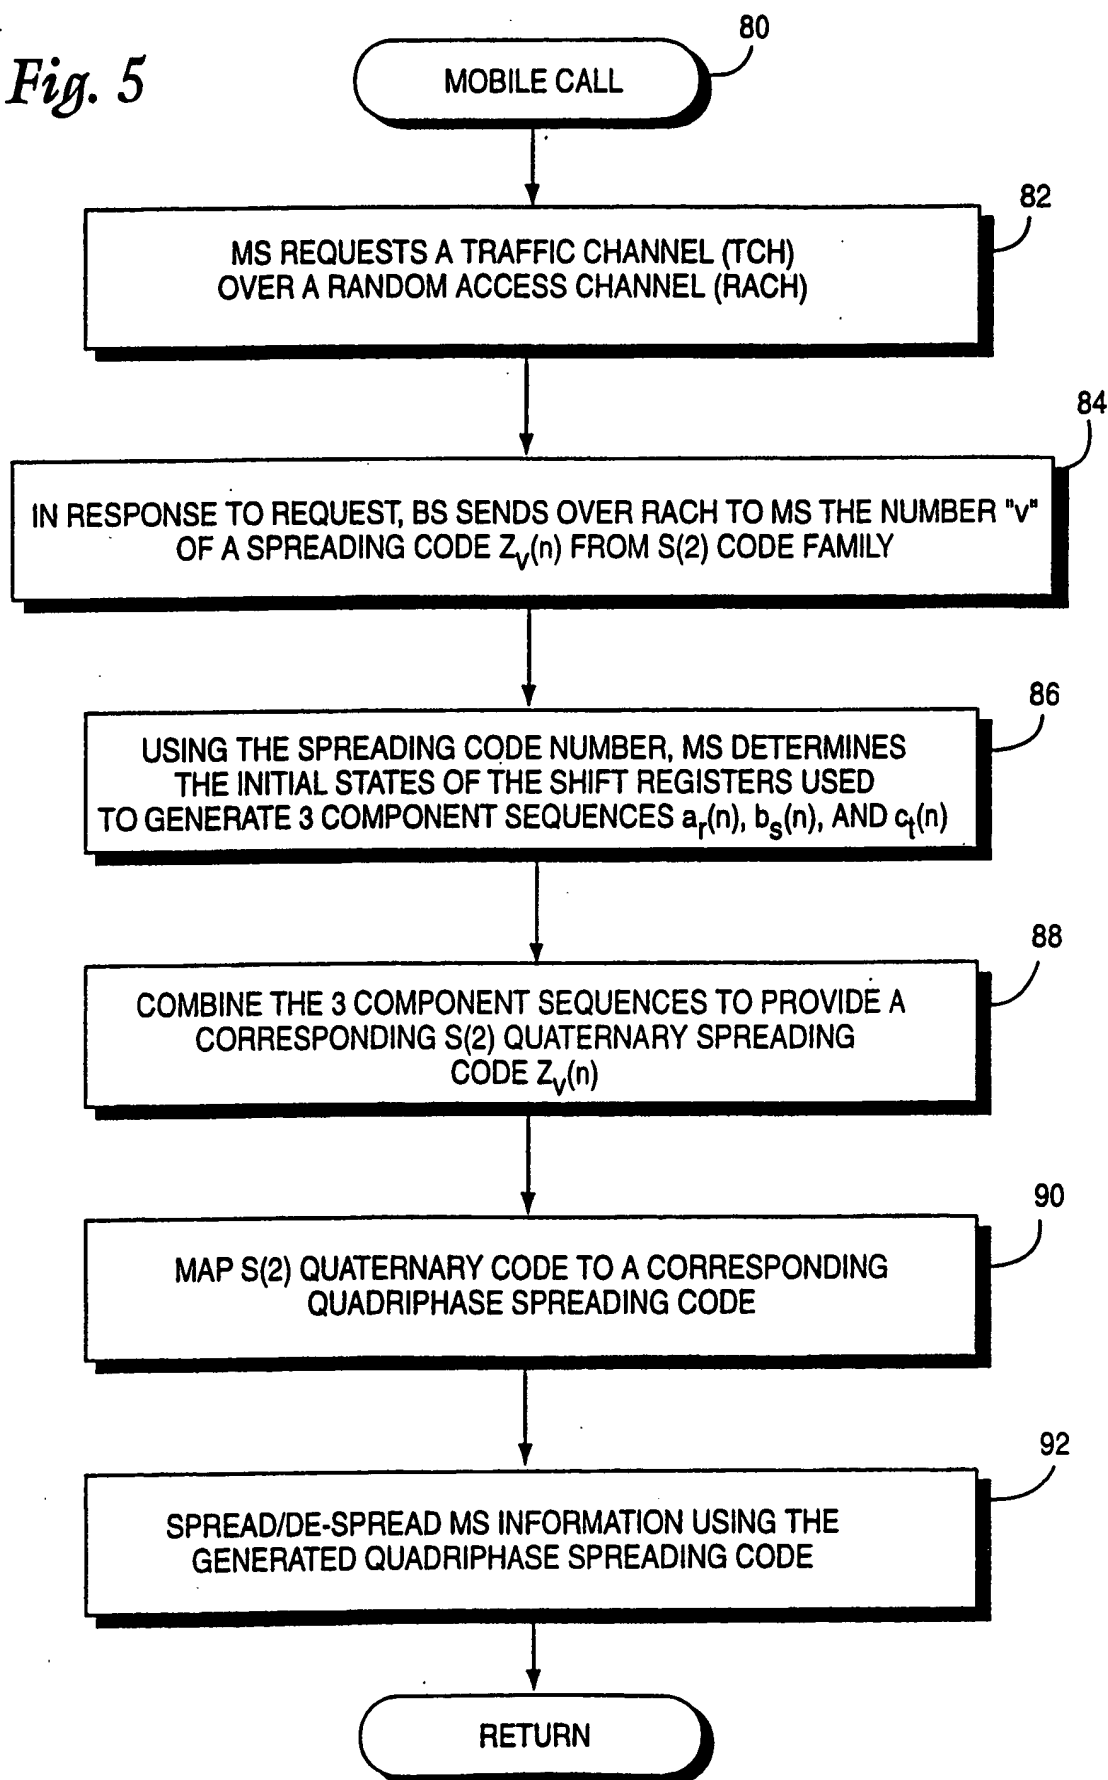 Fig. 5
80
MOBILE CALL
82
MS REQUESTS A TRAFFIC CHANNEL (TCH)
OVER A RANDOM ACCESS CHANNEL (RACH)
84
IN RESPONSE TO REQUEST, BS SENDS OVER RACH TO MS THE NUMBER "v"
OF A SPREADING CODE Zv(n) FROM S(2) CODE FAMILY
86
USING THE SPREADING CODE NUMBER, MS DETERMINES
THE INITIAL STATES OF THE SHIFT REGISTERS USED
TO GENERATE 3 COMPONENT SEQUENCES ar(n), bs(n), AND ct(n)
88
COMBINE THE 3 COMPONENT SEQUENCES TO PROVIDE A
CORRESPONDING S(2) QUATERNARY SPREADING
CODE Zv(n)
90
MAP S(2) QUATERNARY CODE TO A CORRESPONDING
QUADRIPHASE SPREADING CODE
92
SPREAD/DE-SPREAD MS INFORMATION USING THE
GENERATED QUADRIPHASE SPREADING CODE
RETURN